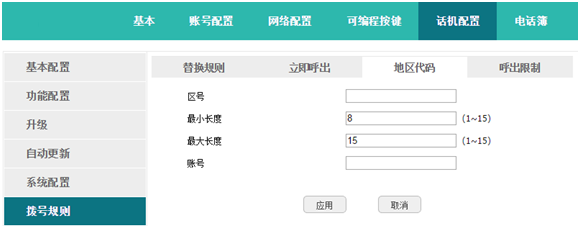 基本 账号配置 网络配置 可编程按键 话机配置 电话簿
基本配置
功能配置
升级
自动更新
系统配置
拨号规则
替换规则 立即呼出 地区代码 呼出限制
区号
最小长度 8 (1~15)
最大长度 15 (1~15)
账号
应用 取消